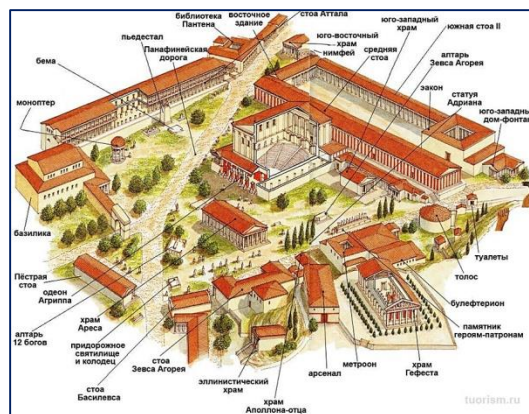 библиотека
Пантена
восточное
здание
стоа Аттала
пьедестал
Панафинейская
дорога
юго-восточный
храм
нимфей
юго-западный
храм
средняя
стоа
южная стоа II
алтарь
Зевса Агорея
бема
моноптер
эакон
статуя
Адриана
юго-западный
дом-фонтан
базилика
Пёстрая
стоа
одеон
Агриппа
алтарь
12 богов
храм
Ареса
придорожное
святилище
и колодец
стоа
Басилевса
стоа
Зевса Агорея
эллинистический
храм
храм
Аполлона-отца
арсенал
метроон
храм
Гефеста
памятник
героям-патронам
булефтерион
толос
туалеты
tuorism.ru